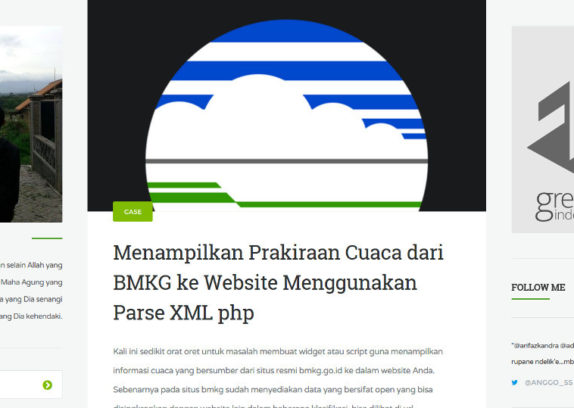 n selain Allah yang
Maha Agung yang
a yang Dia senangi
ang Dia kehendaki.
CASE
Menampilkan Prakiraan Cuaca dari
BMKG ke Website Menggunakan
Parse XML php
Kali ini sedikit orat oret untuk masalah membuat widget atau script guna menampilkan
informasi cuaca yang bersumber dari situs resmi bmkg.go.id ke dalam website Anda.
Sebenarnya pada situs bmkg sudah menyediakan data yang bersifat open yang bisa
gre
inde
FOLLOW ME
"@arifazkandra @ad
rupane ndelik'e...mb
@ANGGO_SS